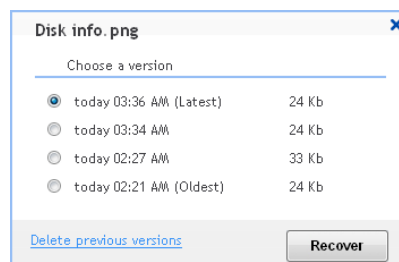 Disk info.png
Choose a version
today 03:36 AM (Latest) 24 Kb
today 03:34 AM 24 Kb
today 02:27 AM 33 Kb
today 02:21 AM (Oldest) 24 Kb
Delete previous versions Recover